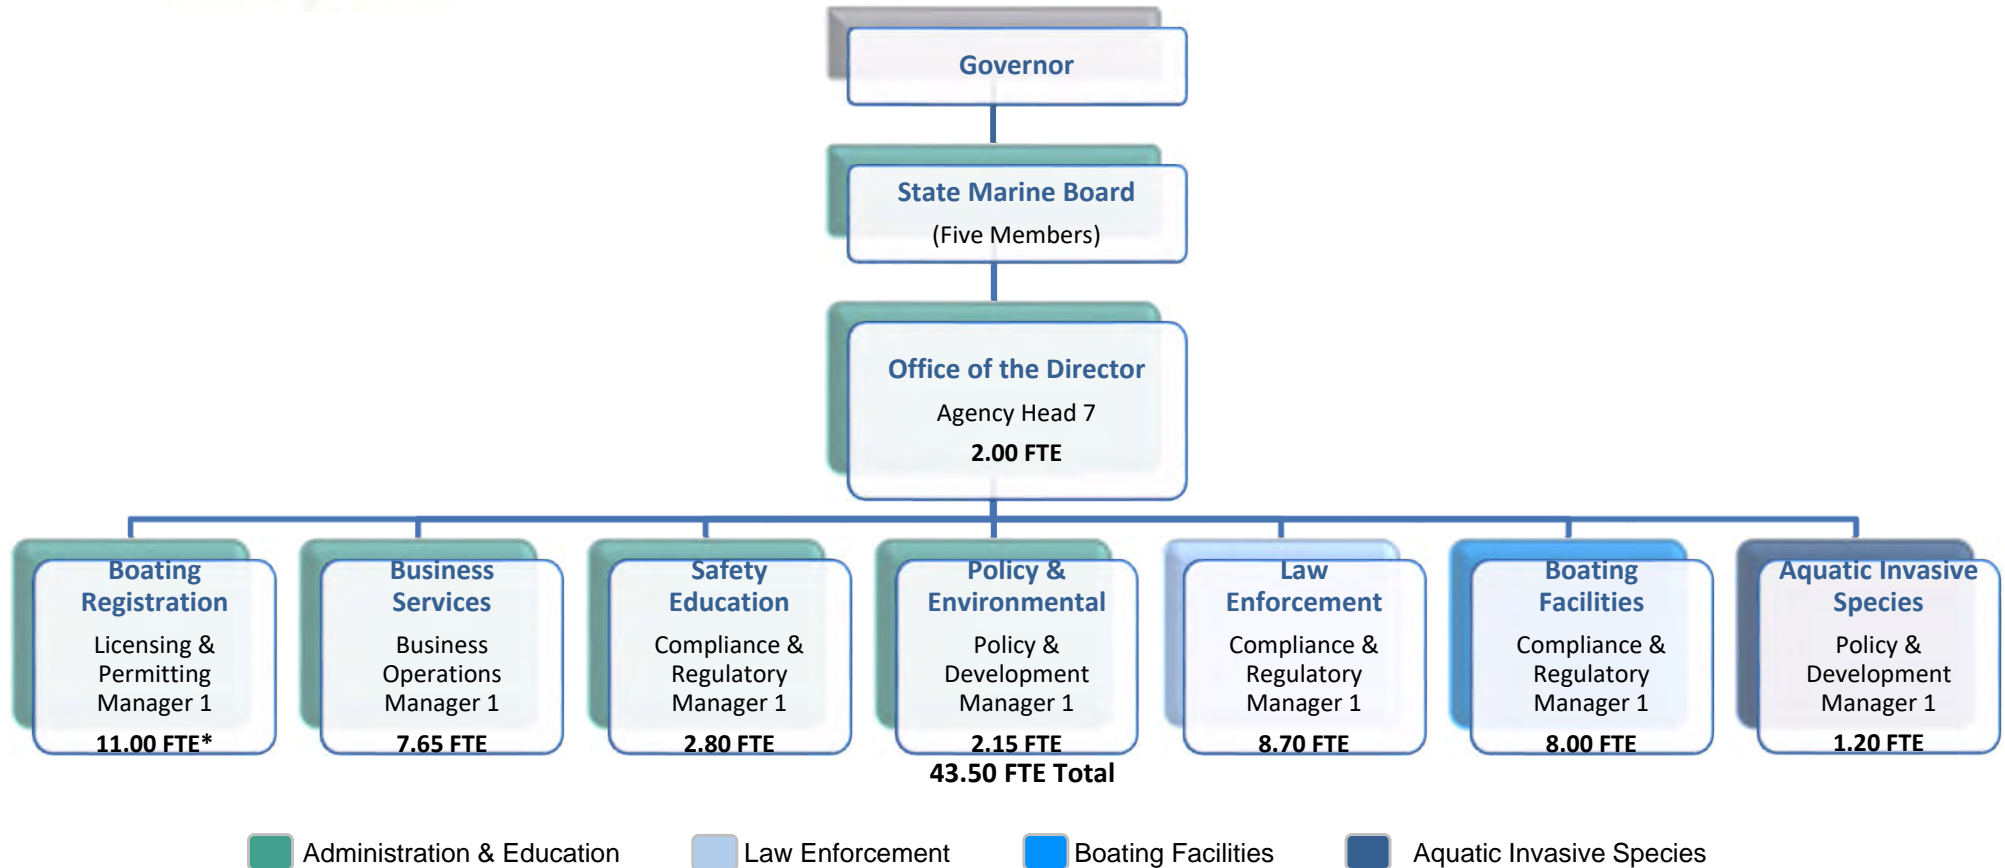 Governor
State Marine Board
(Five Members)
Office of the Director
Agency Head 7
2.00 FTE
Boating
Registration
Licensing &
Permitting
Manager 1
11.00 FTE*
Business
Services
Business
Operations
Manager 1
7.65 FTE
Safety
Education
Compliance &
Regulatory
Manager 1
2.80 FTE
Policy &
Environmental
Policy &
Development
Manager 1
2.15 FTE
Law
Enforcement
Compliance &
Regulatory
Manager 1
8.70 FTE
Boating
Facilities
Compliance &
Regulatory
Manager 1
8.00 FTE
Aquatic Invasive
Species
Policy &
Development
Manager 1
1.20 FTE
43.50 FTE Total
Administration & Education
Law Enforcement
Boating Facilities
Aquatic Invasive Species